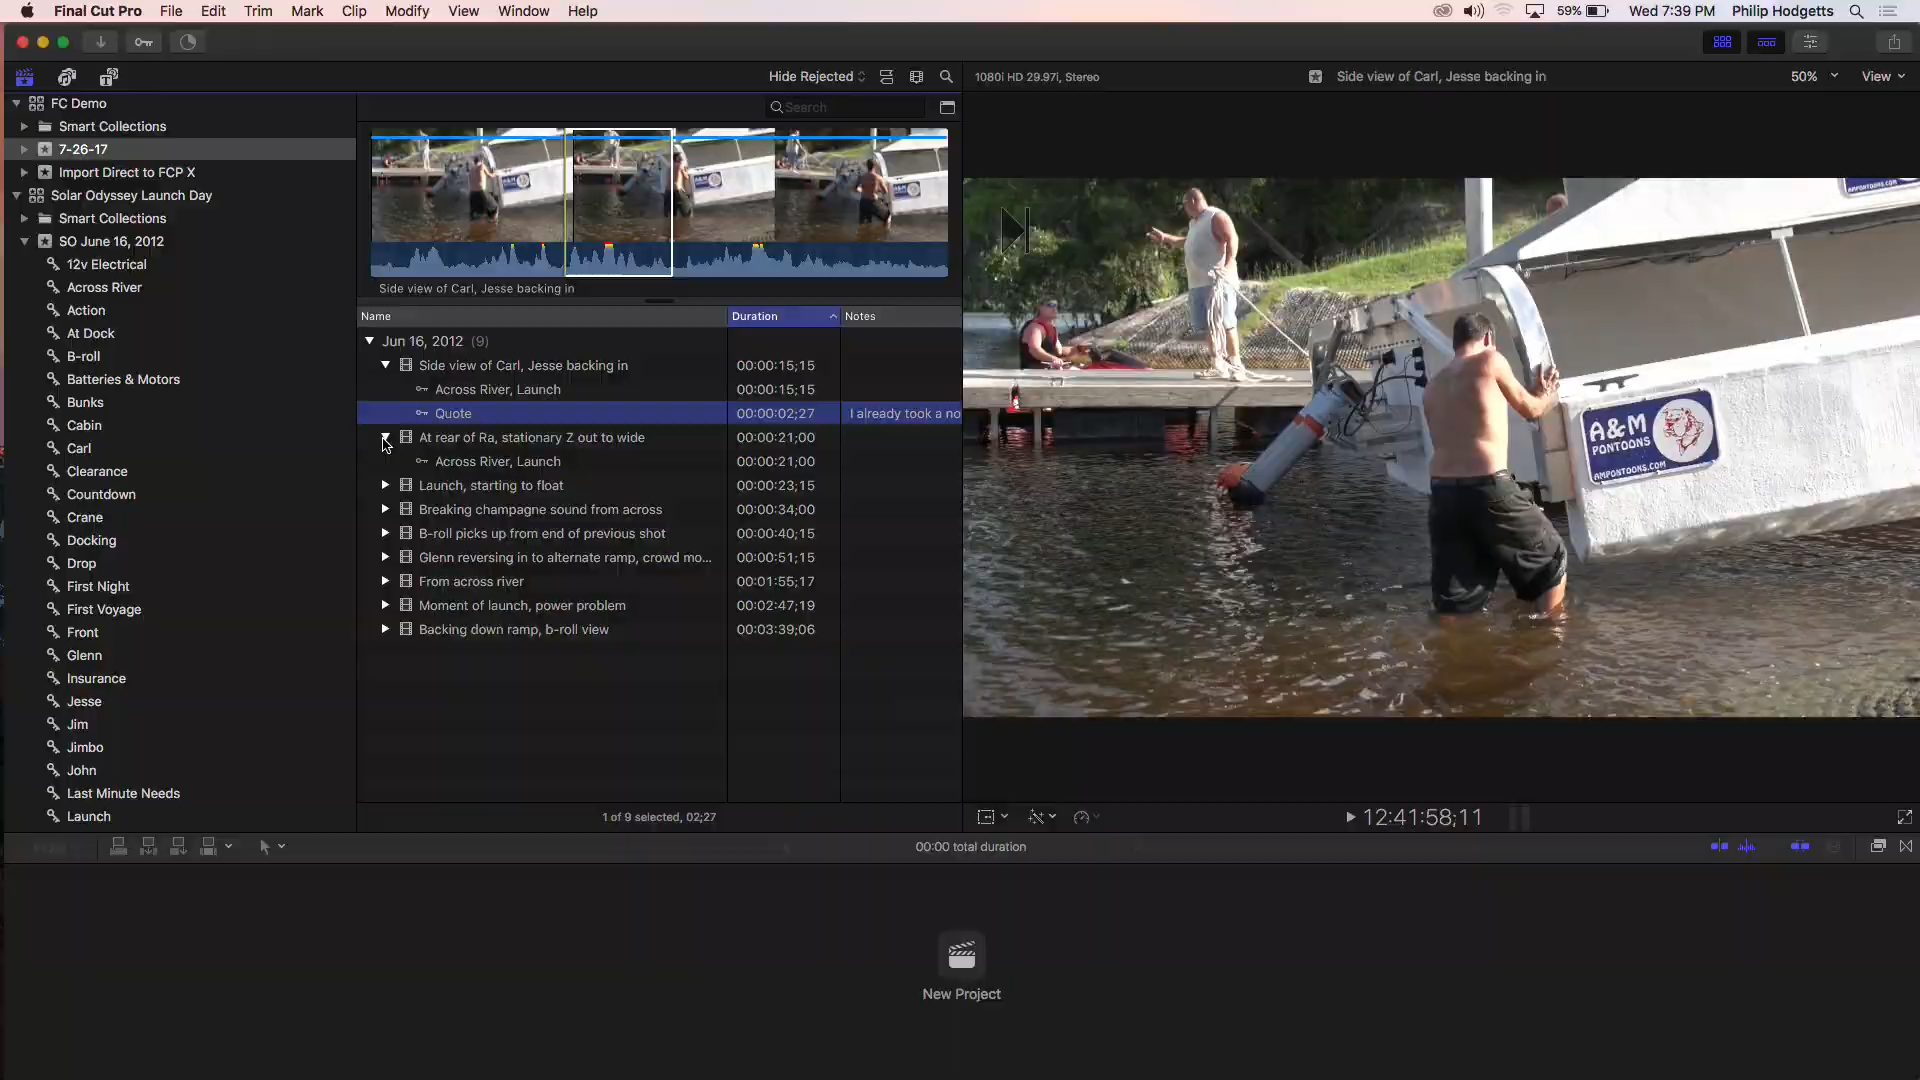 Final Cut Pro File Edit Trim Mark Clip Modify View Window Help 59% Wed 7:39 PM Philip Hodgetts
Hide Rejected 1080i HD 29.97i, Stereo Side view of Carl, Jesse backing in 50% View
FC Demo
Smart Collections
7-26-17
Import Direct to FCP X
Solar Odyssey Launch Day
Smart Collections
SO June 16, 2012
12v Electrical
Across River
Action
At Dock
B-roll
Batteries & Motors
Bunks
Cabin
Carl
Clearance
Countdown
Crane
Docking
Drop
First Night
First Voyage
Front
Glenn
Insurance
Jesse
Jim
Jimbo
John
Last Minute Needs
Launch
Search
Side view of Carl, Jesse backing in
Name Duration Notes
Jun 16, 2012 (9)
Side view of Carl, Jesse backing in 00:00:15;15
Across River, Launch 00:00:15;15
Quote 00:00:02;27 I already took a no
At rear of Ra, stationary Z out to wide 00:00:21;00
Across River, Launch 00:00:21;00
Launch, starting to float 00:00:23;15
Breaking champagne sound from across 00:00:34;00
B-roll picks up from end of previous shot 00:00:40;15
Glenn reversing in to alternate ramp, crowd mo... 00:00:51;15
From across river 00:01:55;17
Moment of launch, power problem 00:02:47;19
Backing down ramp, b-roll view 00:03:39;06
1 of 9 selected, 02;27
AMPONTOONS.COM
A&M
PONTOONS
AMPONTOONS.COM
12:41:58;11
00:00 total duration
New Project